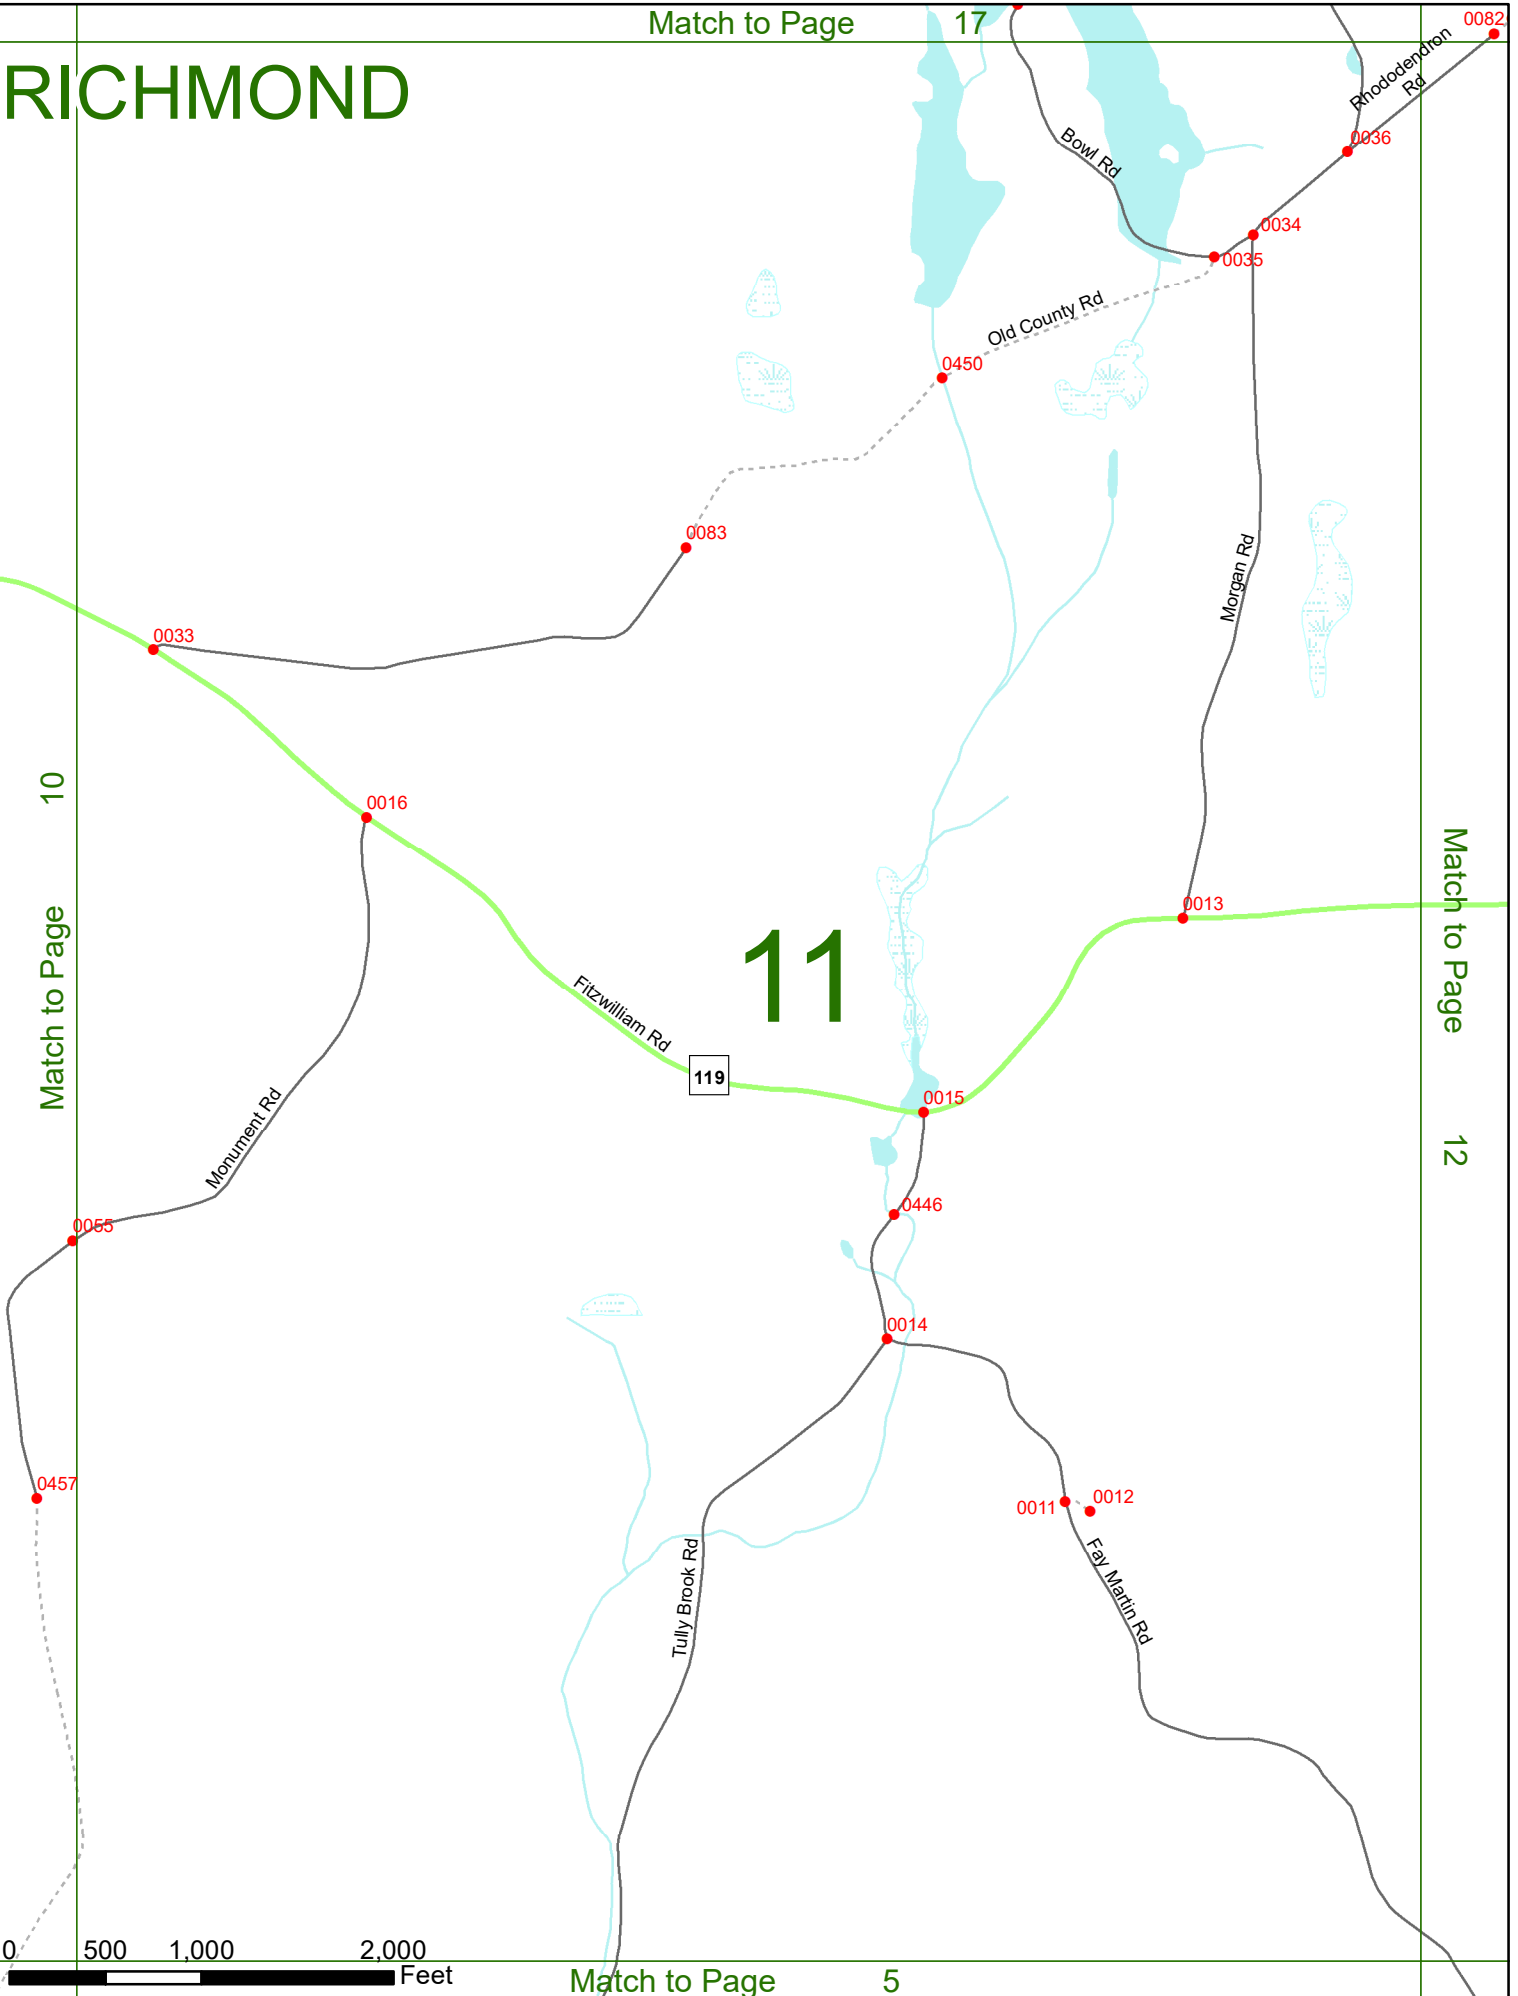 Match to Page 17
0082
RICHMOND
Rhododendron
Rd
0036
Bowl Rd
0034
0035
Old County Rd
0450
0083
Morgan Rd
0033
10
0016
Match to Page
0013
Match to Page
11
Fitzwilliam Rd
119
0015
Monument Rd
12
0446
0055
0014
0457
0011
0012
Tully Brook Rd
Fay Martin Rd
0 500 1,000 2,000
Feet
Match to Page 5